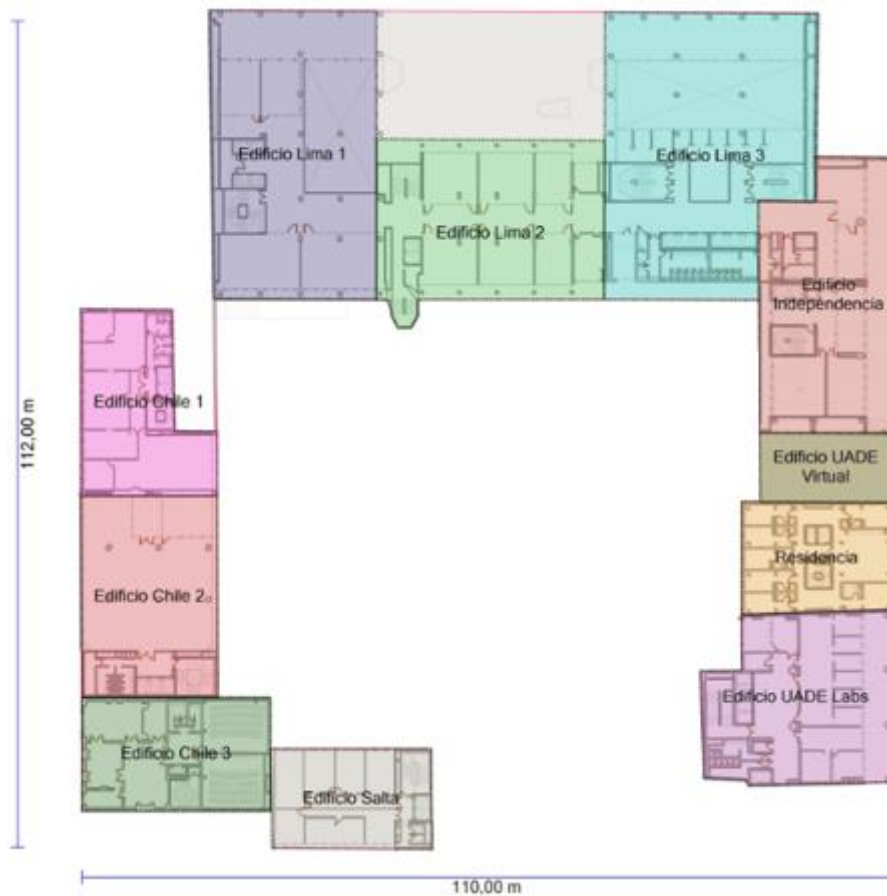 Edificio Lima 1
Edificio Lima 3
Edificio Lima 2
Edificio
Independencia
Edificio Chile 1
112,00 m
Edificio UADE
Virtual
Residencia
Edificio Chile 2
Edificio UADE Labs
Edificio Chile 3
Edificio Salta
110,00 m